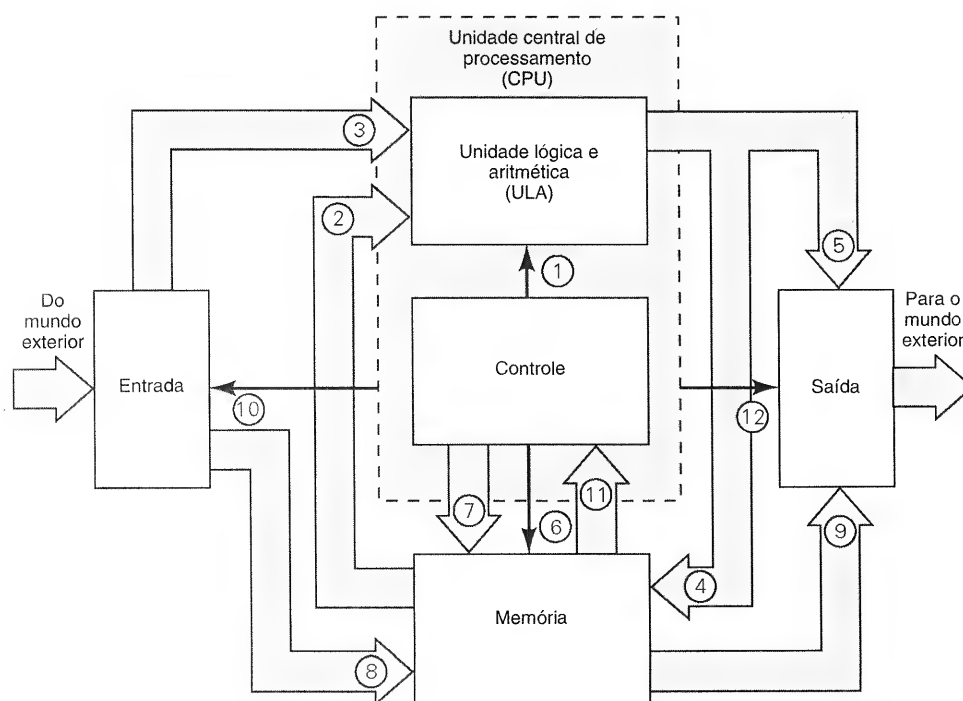 Unidade central de
processamento
(CPU)
3
Unidade lógica e
aritmética
(ULA)
2
5
1
Do
mundo
exterior
Para o
mundo
exterior
Entrada
Controle
Saída
10
12
7
6
11
9
4
Memória
8